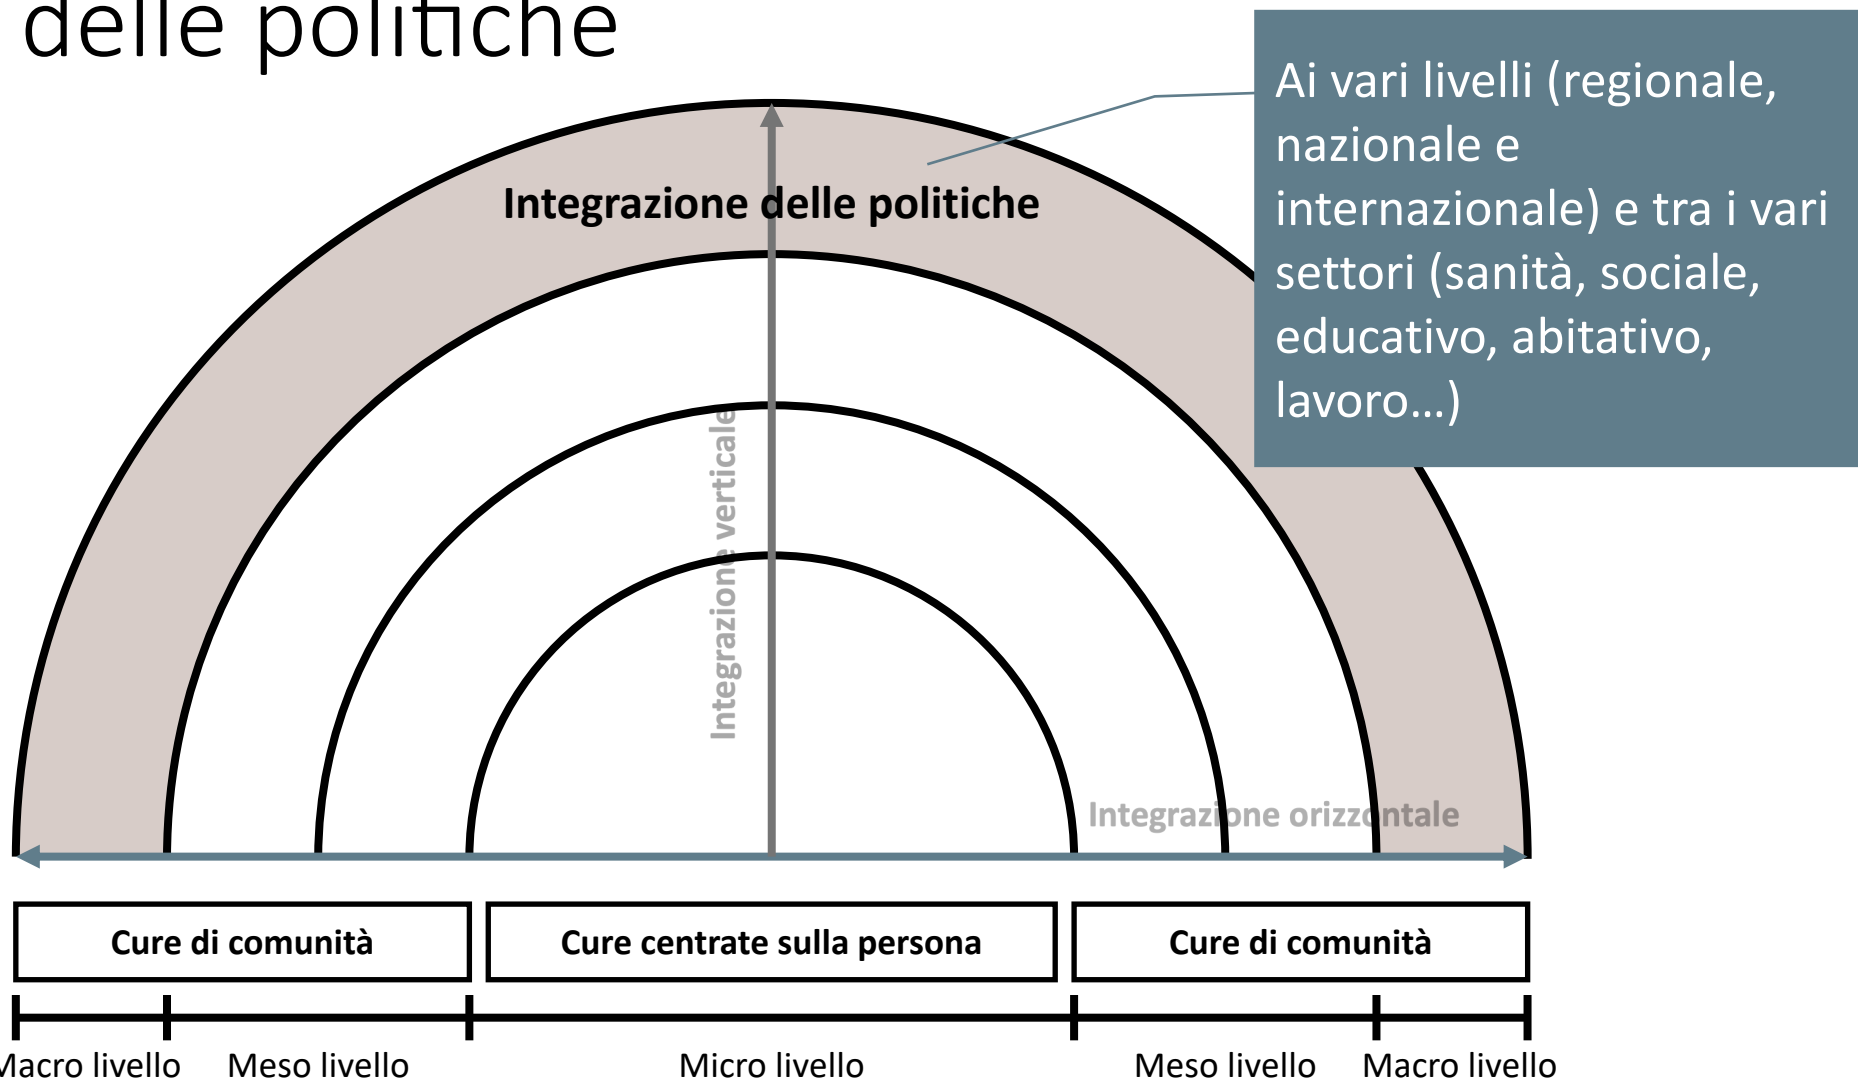 delle politiche
Ai vari livelli (regionale,
nazionale e
internazionale) e tra i vari
settori (sanità, sociale,
educativo, abitativo,
lavoro…)
Integrazione delle politiche
Integrazione verticale
Integrazione orizzontale
Cure di comunità
Cure centrate sulla persona
Cure di comunità
Macro livello
Meso livello
Micro livello
Meso livello
Macro livello